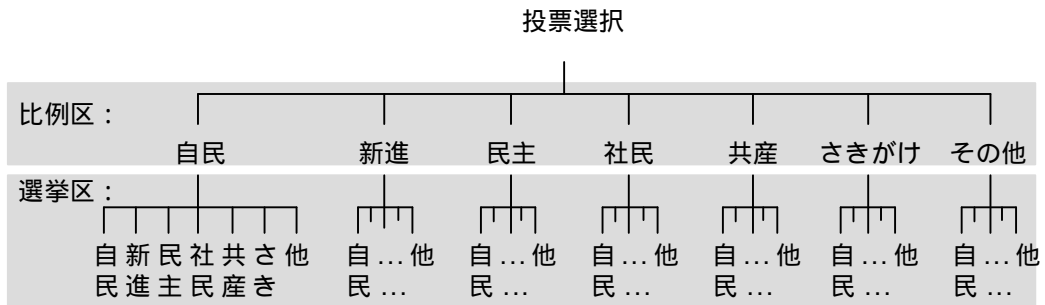 投票選択
比例区：
自民 新進 民主 社民 共産 さきがけ その他
選挙区：
自 新 民 社 共 さ 他 自 … 他 自 … 他 自 … 他 自 … 他 自 … 他 自 … 他
民 進 主 民 産 き 民 … 民 … 民 … 民 … 民 … 民 …